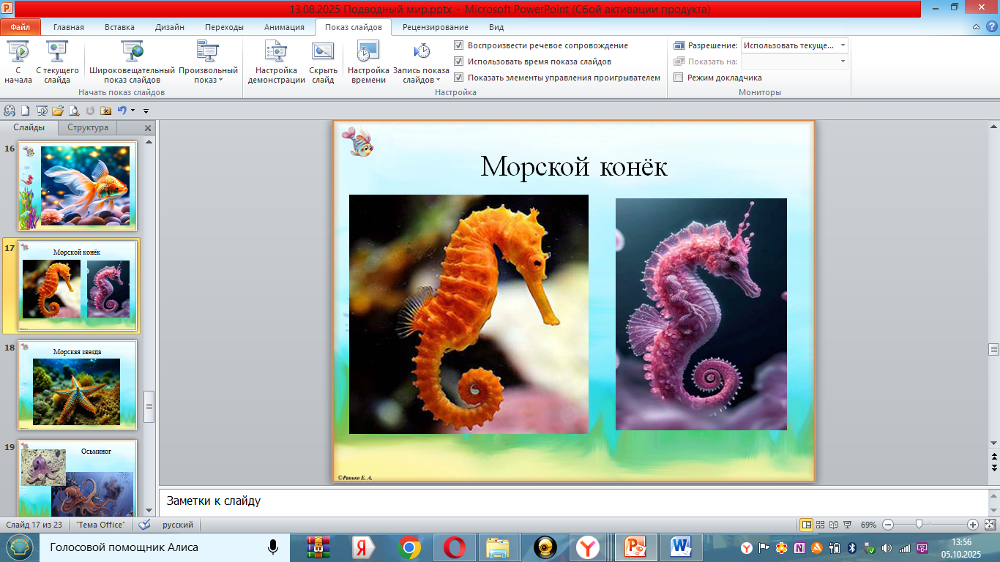 13.08.2025 Подводный мир.pptx - Microsoft PowerPoint (Сбой активации продукта)
Файл Главная Вставка Дизайн Переходы Анимация Показ слайдов Рецензирование Вид
С начала
С текущего слайда
Широковещательный показ слайдов
Произвольный показ
Начать показ слайдов
Настройка демонстрации
Скрыть слайд
Настройка времени
Запись показа слайдов
Воспроизвести речевое сопровождение
Использовать время показа слайдов
Показать элементы управления проигрывателем
Настройка
Разрешение: Использовать текуще...
Показать на:
Режим докладчика
Мониторы
Слайды Структура
16
17
Морской конёк
18
Морская звезда
19
Осьминог
Морской конёк
©Ранько Е. А.
Заметки к слайду
Слайд 17 из 23 "Тема Office" русский 69%
Голосовой помощник Алиса
13:56
05.10.2025